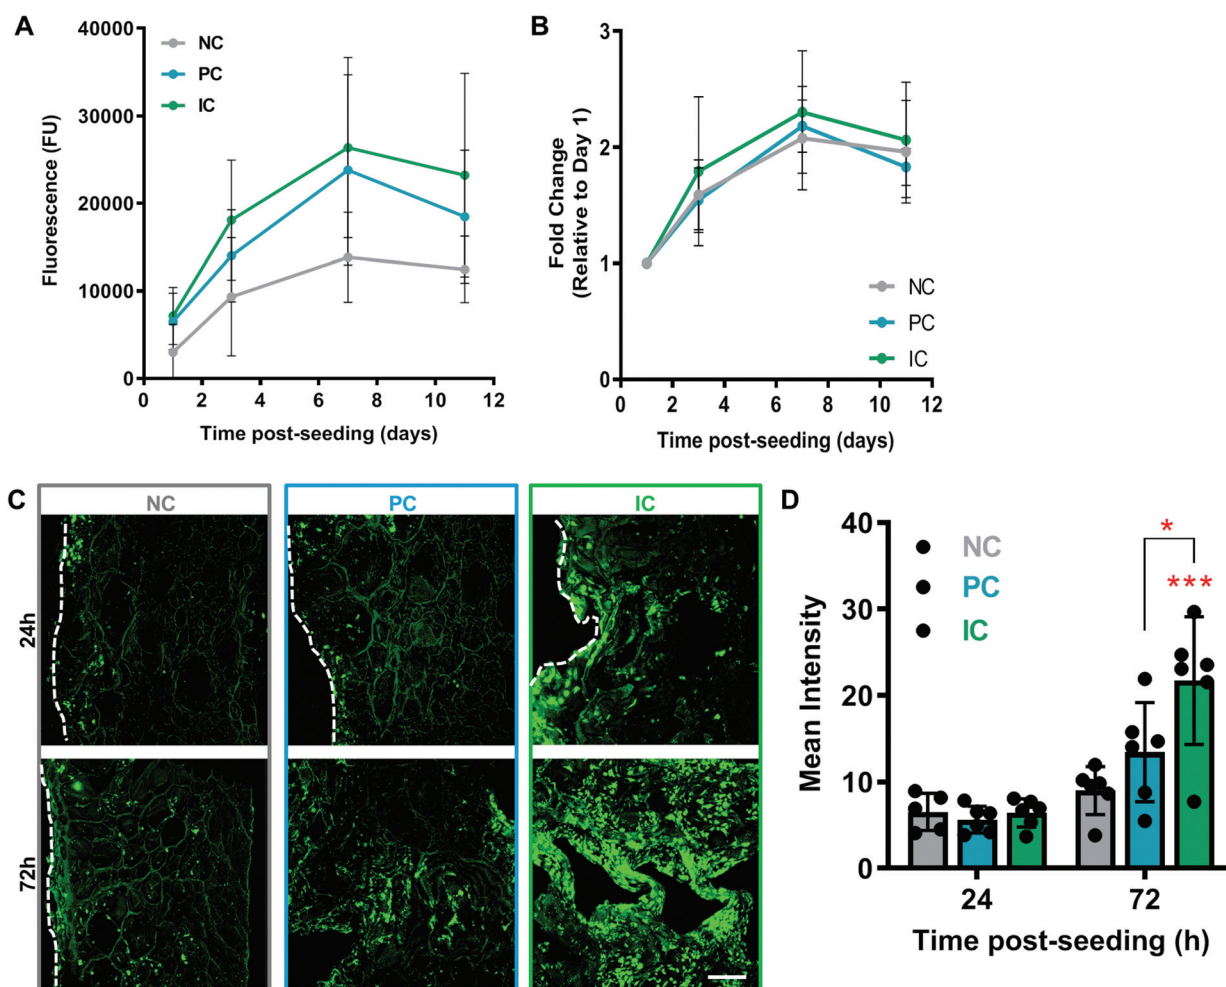 A
40000
30000
20000
10000
0
Fluorescence (FU)
NC
PC
IC
0 2 4 6 8 10 12
Time post-seeding (days)
B
3
2
1
0
Fold Change
(Relative to Day 1)
NC
PC
IC
0 2 4 6 8 10 12
Time post-seeding (days)
C
NC PC IC
24h
72h
D
40
30
20
10
0
Mean Intensity
NC
PC
IC
*
***
24 72
Time post-seeding (h)